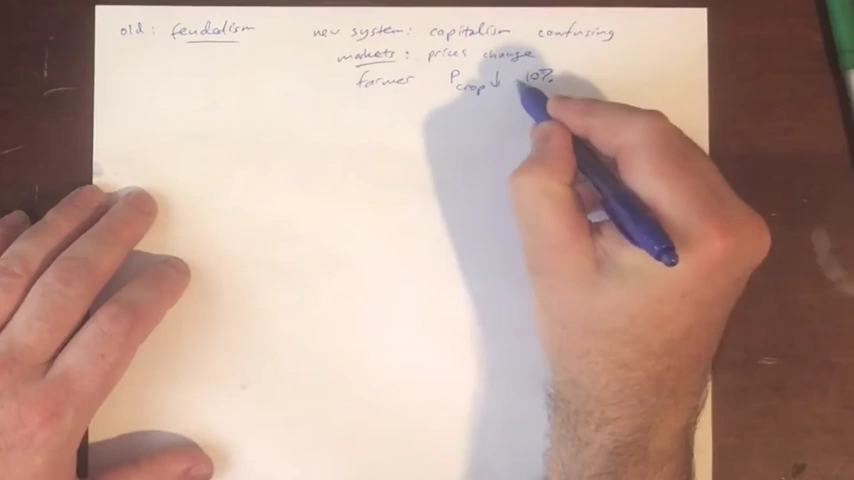 old: feudalism new system: capitalism confusing
markets: prices change
farmer P crop ↓ 10%